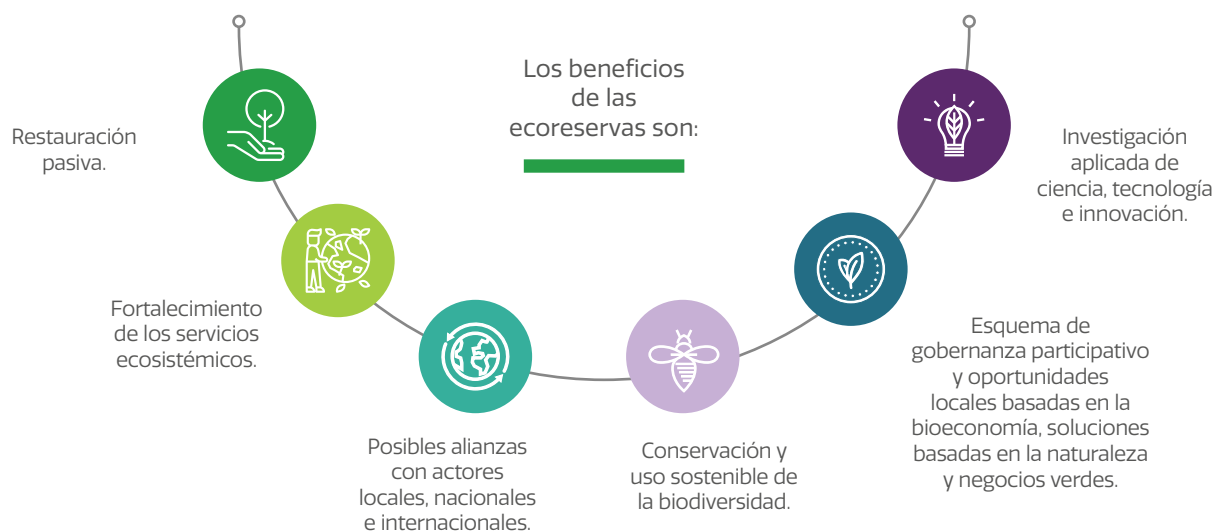 Los beneficios
de las
ecoreservas son:
Restauración
pasiva.
Fortalecimiento
de los servicios
ecosistémicos.
Posibles alianzas
con actores
locales, nacionales
e internacionales.
Conservación y
uso sostenible de
la biodiversidad.
Esquema de
gobernanza participativo
y oportunidades
locales basadas en la
bioeconomía, soluciones
basadas en la naturaleza
y negocios verdes.
Investigación
aplicada de
ciencia, tecnología
e innovación.